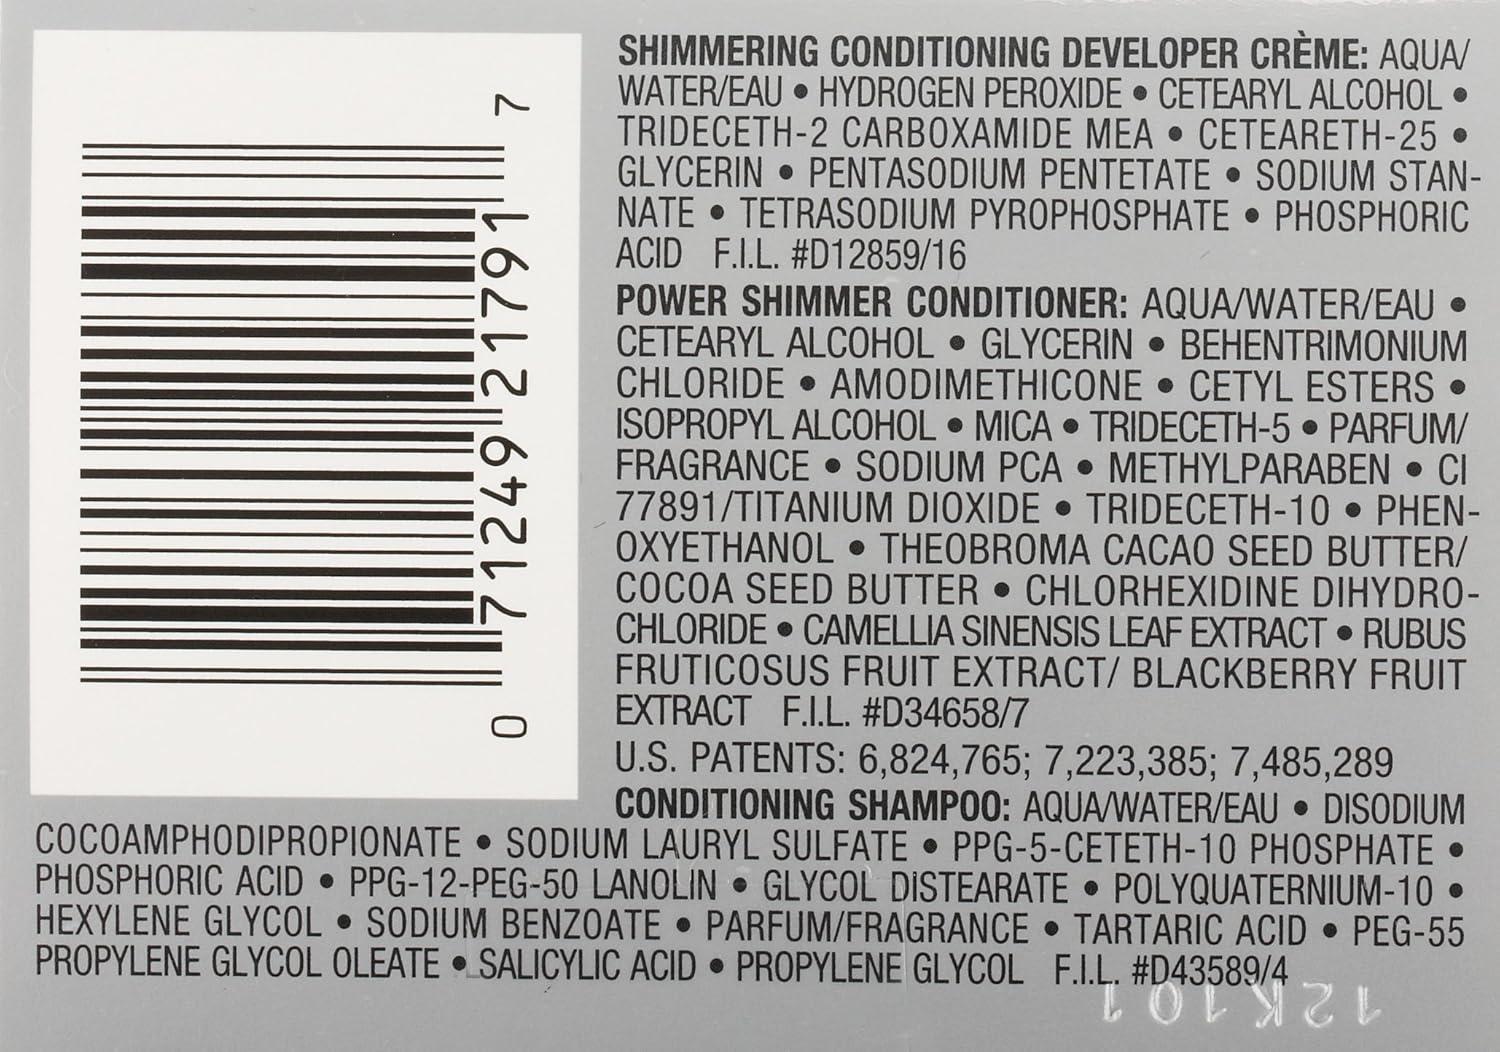 SHIMMERING CONDITIONING DEVELOPER CRÈME: AQUA/
WATER/EAU • HYDROGEN PEROXIDE • CETEARYL ALCOHOL •
TRIDECETH-2 CARBOXAMIDE MEA • CETEARETH-25 •
GLYCERIN • PENTASODIUM PENTETATE • SODIUM STAN-
NATE • TETRASODIUM PYROPHOSPHATE • PHOSPHORIC
ACID F.I.L. #D12859/16
POWER SHIMMER CONDITIONER: AQUA/WATER/EAU •
CETEARYL ALCOHOL • GLYCERIN • BEHENTRIMONIUM
CHLORIDE • AMODIMETHICONE • CETYL ESTERS •
ISOPROPYL ALCOHOL • MICA • TRIDECETH-5 • PARFUM/
FRAGRANCE • SODIUM PCA • METHYLPARABEN • CI
77891/TITANIUM DIOXIDE • TRIDECETH-10 • PHEN-
OXYETHANOL • THEOBROMA CACAO SEED BUTTER/
COCOA SEED BUTTER • CHLORHEXIDINE DIHYDRO-
CHLORIDE • CAMELLIA SINENSIS LEAF EXTRACT • RUBUS
FRUTICOSUS FRUIT EXTRACT/ BLACKBERRY FRUIT
EXTRACT F.I.L. #D34658/7
U.S. PATENTS: 6,824,765; 7,223,385; 7,485,289
CONDITIONING SHAMPOO: AQUA/WATER/EAU • DISODIUM
COCOAMPHODIPROPIONATE • SODIUM LAURYL SULFATE • PPG-5-CETETH-10 PHOSPHATE •
PHOSPHORIC ACID • PPG-12-PEG-50 LANOLIN • GLYCOL DISTEARATE • POLYQUATERNIUM-10 •
HEXYLENE GLYCOL • SODIUM BENZOATE • PARFUM/FRAGRANCE • TARTARIC ACID • PEG-55
PROPYLENE GLYCOL OLEATE • SALICYLIC ACID • PROPYLENE GLYCOL F.I.L. #D43589/4
0 71249 21791 7
12K101